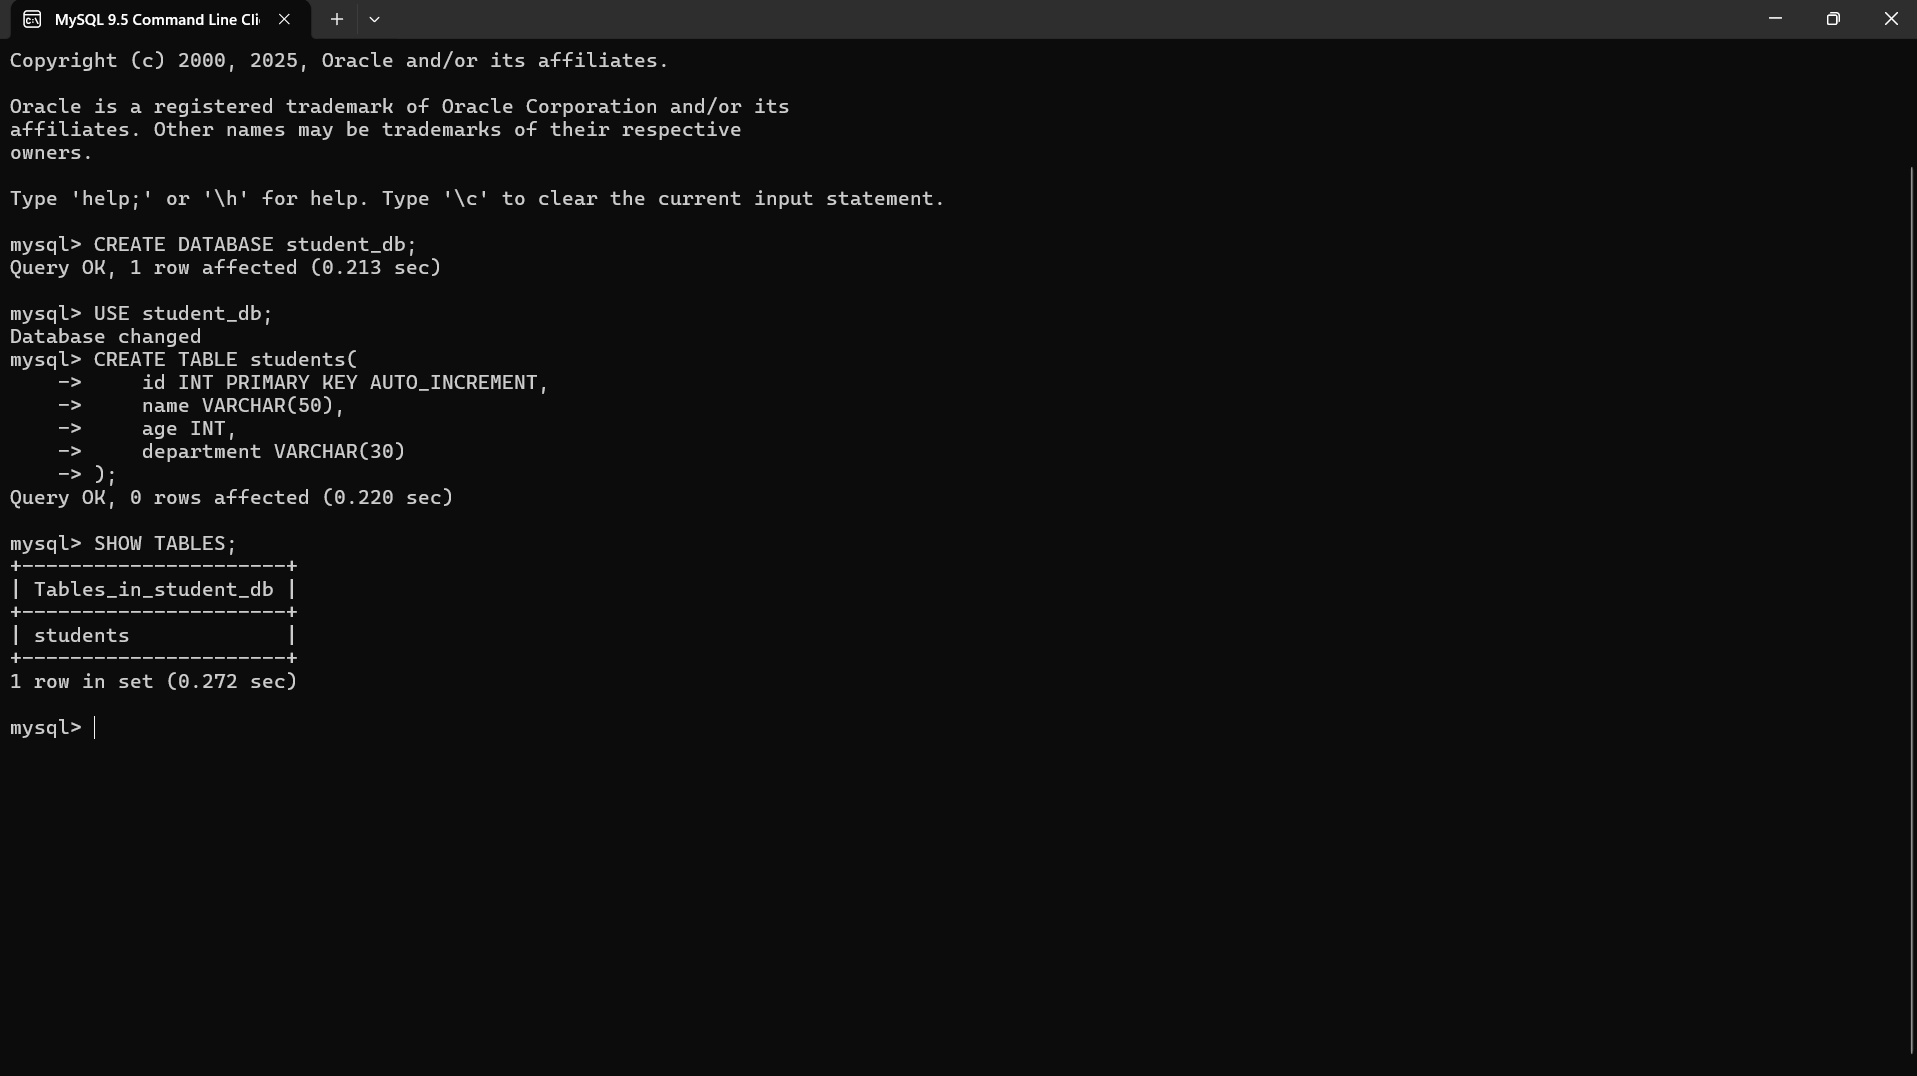 MySQL 9.5 Command Line Cli
Copyright (c) 2000, 2025, Oracle and/or its affiliates.
Oracle is a registered trademark of Oracle Corporation and/or its
affiliates. Other names may be trademarks of their respective
owners.
Type 'help;' or '\h' for help. Type '\c' to clear the current input statement.
mysql> CREATE DATABASE student_db;
Query OK, 1 row affected (0.213 sec)
mysql> USE student_db;
Database changed
mysql> CREATE TABLE students(
    ->     id INT PRIMARY KEY AUTO_INCREMENT,
    ->     name VARCHAR(50),
    ->     age INT,
    ->     department VARCHAR(30)
    -> );
Query OK, 0 rows affected (0.220 sec)
mysql> SHOW TABLES;
+----------------------+
| Tables_in_student_db |
+----------------------+
| students             |
+----------------------+
1 row in set (0.272 sec)
mysql>